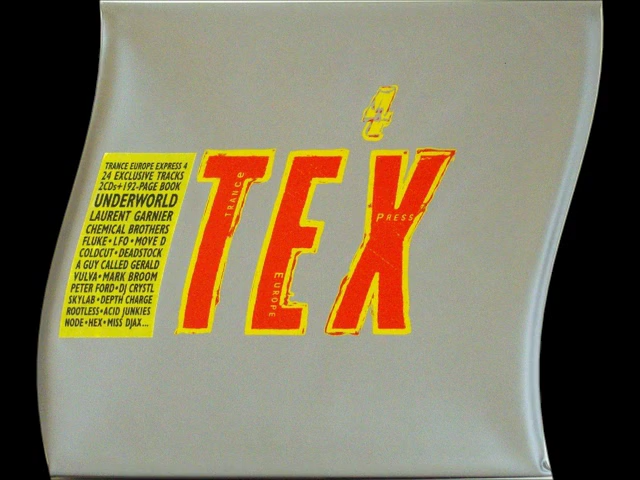 4
TEX
TRANCE
EUROPE
PRESS
TRANCE EUROPE EXPRESS 4
24 EXCLUSIVE TRACKS
2CDs+192-PAGE BOOK
UNDERWORLD
LAURENT GARNIER
CHEMICAL BROTHERS
FLUKE•LFO•MOVE D
COLDCUT•DEADSTOCK
A GUY CALLED GERALD
VULVA•MARK BROOM
PETER FORD•DJ CRYSTL
SKYLAB•DEPTH CHARGE
ROOTLESS•ACID JUNKIES
NODE•HEX•MISS DJAX...